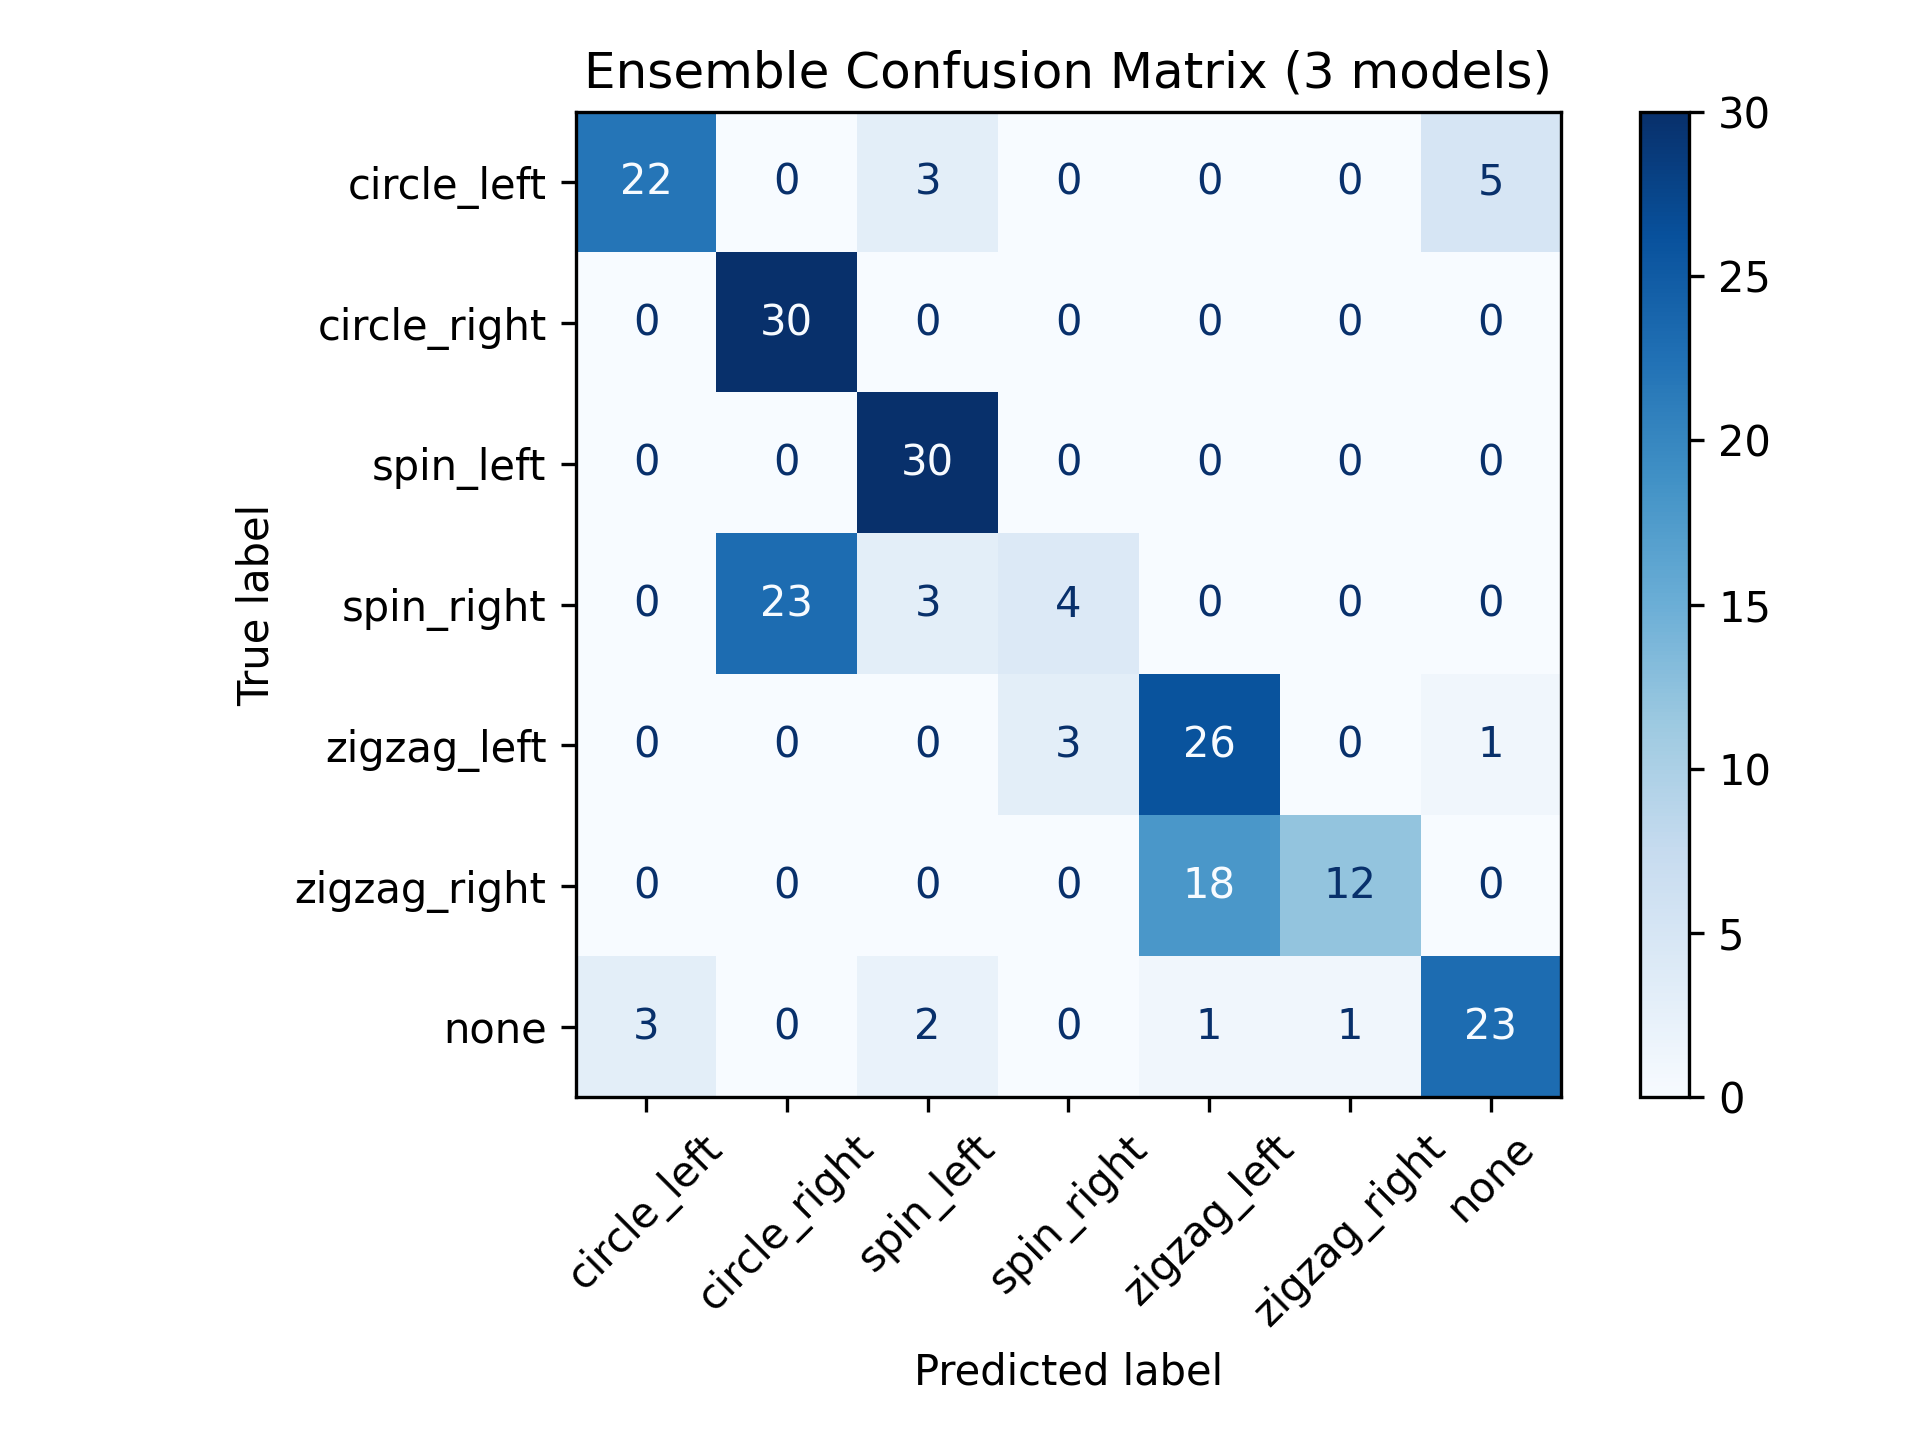 Ensemble Confusion Matrix (3 models)
circle_left 22 0 3 0 0 0 5
circle_right 0 30 0 0 0 0 0
spin_left 0 0 30 0 0 0 0
spin_right 0 23 3 4 0 0 0
zigzag_left 0 0 0 3 26 0 1
zigzag_right 0 0 0 0 18 12 0
none 3 0 2 0 1 1 23
True label
circle_left circle_right spin_left spin_right zigzag_left zigzag_right none
Predicted label
30
25
20
15
10
5
0